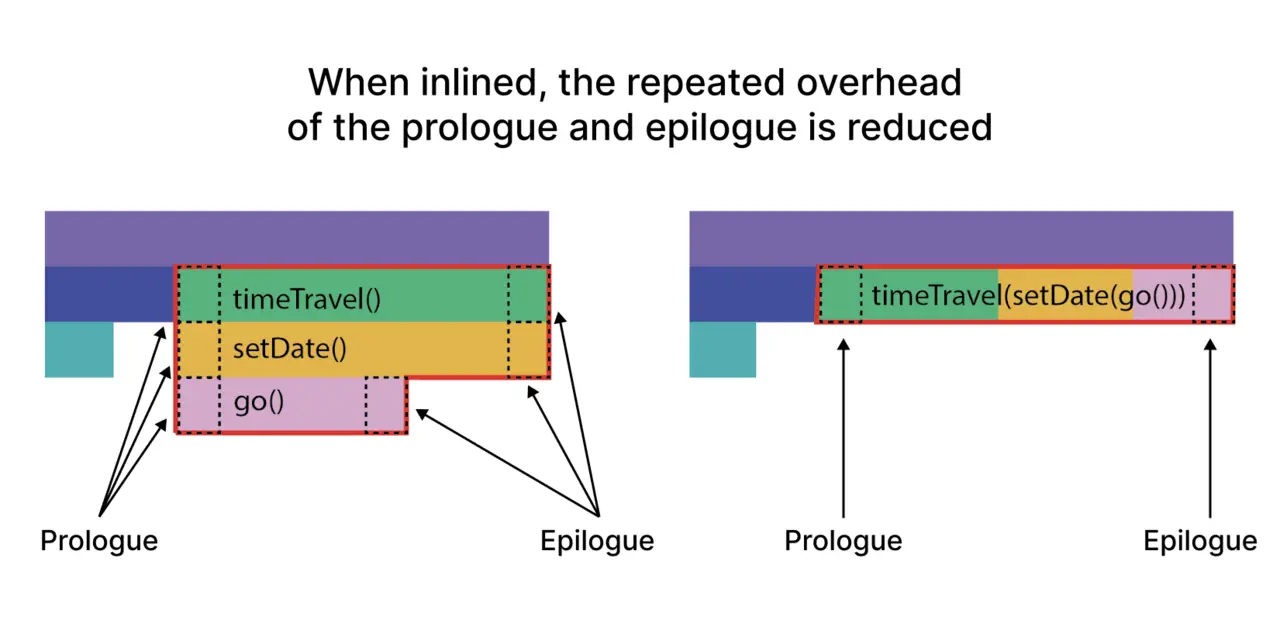 When inlined, the repeated overhead
of the prologue and epilogue is reduced
timeTravel()
setDate()
go()
Prologue
Epilogue
timeTravel(setDate(go()))
Prologue
Epilogue